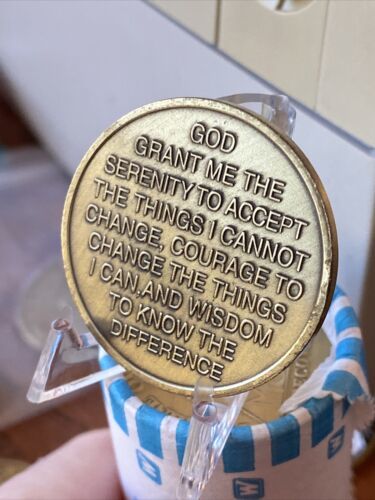 GOD
GRANT ME THE
SERENITY TO ACCEPT
THE THINGS I CANNOT
CHANGE, COURAGE TO
CHANGE THE THINGS
I CAN, AND WISDOM
TO KNOW THE
DIFFERENCE
W
W
W